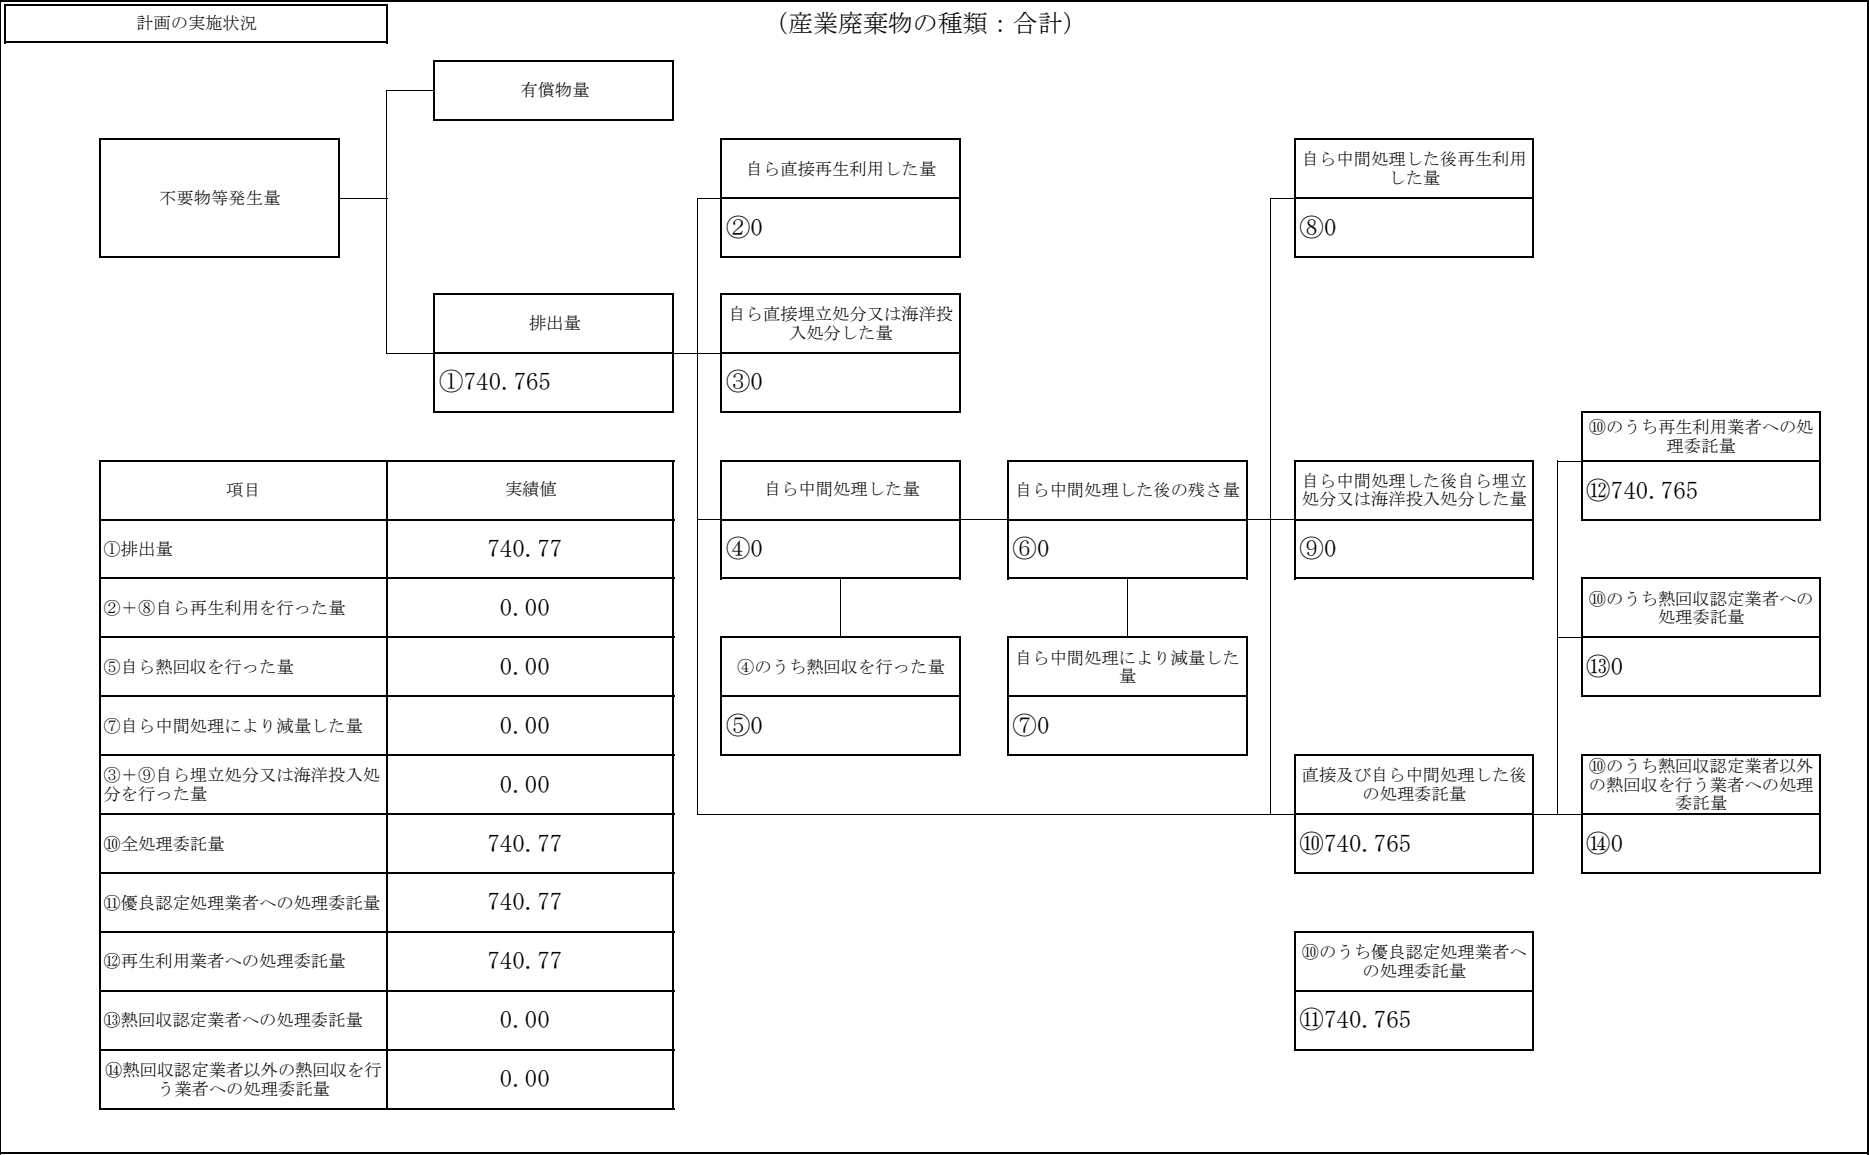 計画の実施状況
（産業廃棄物の種類：合計）
有償物量
不要物等発生量
自ら直接再生利用した量
②0
自ら中間処理した後再生利用
した量
⑧0
排出量
①740.765
自ら直接埋立処分又は海洋投
入処分した量
③0
⑩のうち再生利用業者への処
理委託量
⑫740.765
自ら中間処理した量
④0
自ら中間処理した後の残さ量
⑥0
自ら中間処理した後自ら埋立
処分又は海洋投入処分した量
⑨0
⑩のうち熱回収認定業者への
処理委託量
⑬0
④のうち熱回収を行った量
⑤0
自ら中間処理により減量した
量
⑦0
直接及び自ら中間処理した後
の処理委託量
⑩740.765
⑩のうち熱回収認定業者以外
の熱回収を行う業者への処理
委託量
⑭0
⑩のうち優良認定処理業者へ
の処理委託量
⑪740.765
項目 実績値
①排出量 740.77
②＋⑧自ら再生利用を行った量 0.00
⑤自ら熱回収を行った量 0.00
⑦自ら中間処理により減量した量 0.00
③＋⑨自ら埋立処分又は海洋投入処
分を行った量 0.00
⑩全処理委託量 740.77
⑪優良認定処理業者への処理委託量 740.77
⑫再生利用業者への処理委託量 740.77
⑬熱回収認定業者への処理委託量 0.00
⑭熱回収認定業者以外の熱回収を行
う業者への処理委託量 0.00